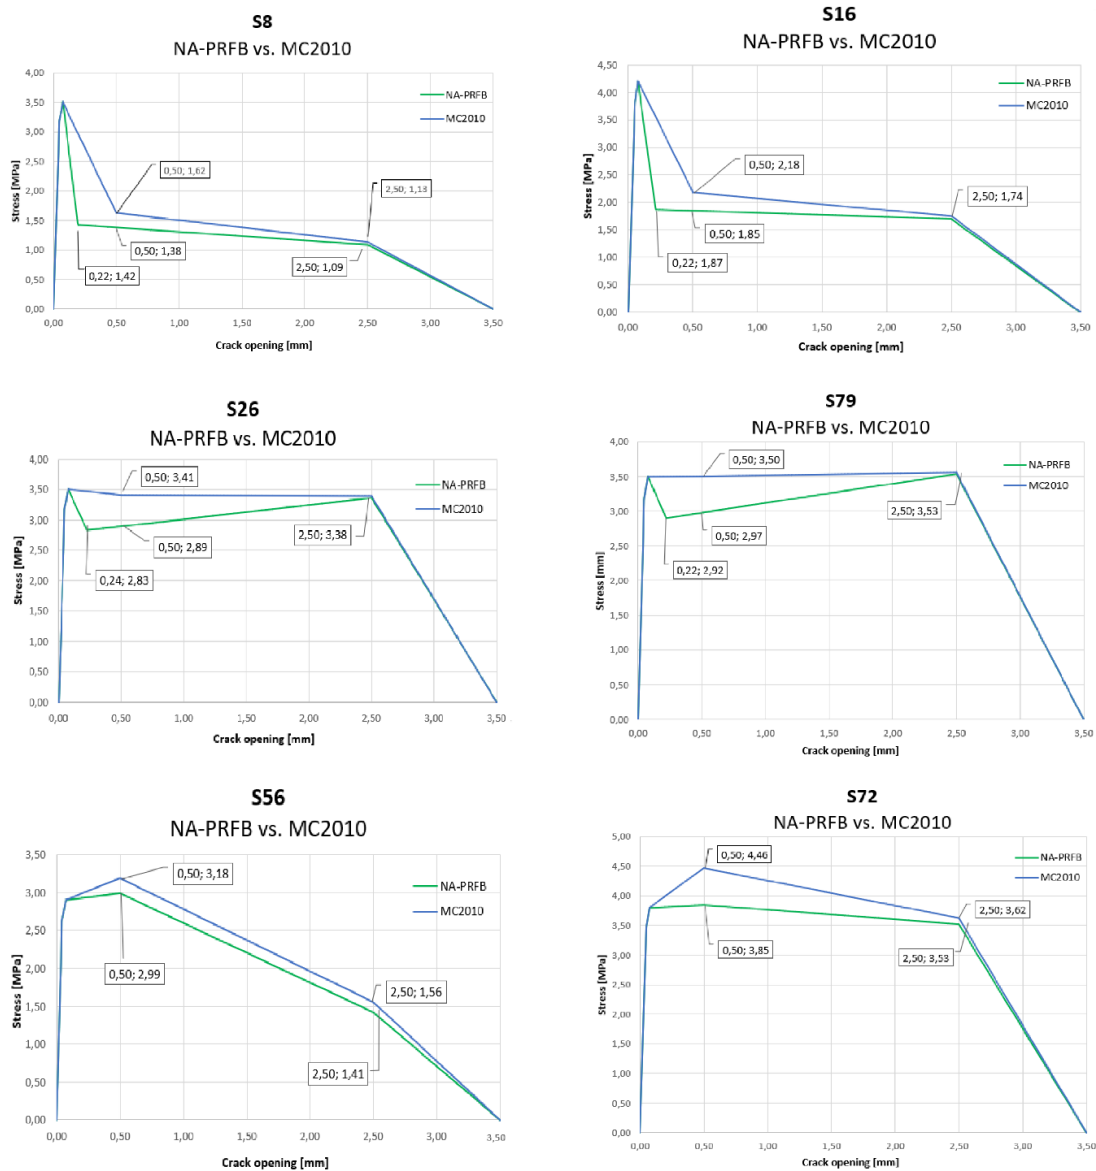 S8
NA-PRFB vs. MC2010
4,00
3,50
3,00
2,50
2,00
1,50
1,00
0,50
0,00
Stress [MPa]
NA-PRFB
MC2010
0,50; 1,62
2,50; 1,13
0,50; 1,38
2,50; 1,09
0,22; 1,42
0,00 0,50 1,00 1,50 2,00 2,50 3,00 3,50
Crack opening [mm]
S16
NA-PRFB vs. MC2010
4,50
4,00
3,50
3,00
2,50
2,00
1,50
1,00
0,50
0,00
Stress [MPa]
NA-PRFB
MC2010
0,50; 2,18
2,50; 1,74
0,50; 1,85
0,22; 1,87
0,00 0,50 1,00 1,50 2,00 2,50 3,00 3,50
Crack opening [mm]
S26
NA-PRFB vs. MC2010
4,00
3,50
3,00
2,50
2,00
1,50
1,00
0,50
0,00
Stress [MPa]
NA-PRFB
MC2010
0,50; 3,41
0,50; 2,89
2,50; 3,38
0,24; 2,83
0,00 0,50 1,00 1,50 2,00 2,50 3,00 3,50
Crack opening [mm]
S79
NA-PRFB vs. MC2010
4,00
3,50
3,00
2,50
2,00
1,50
1,00
0,50
0,00
Stress [mm]
NA-PRFB
MC2010
0,50; 3,50
2,50; 3,53
0,50; 2,97
0,22; 2,92
0,00 0,50 1,00 1,50 2,00 2,50 3,00 3,50
Crack opening [mm]
S56
NA-PRFB vs. MC2010
3,50
3,00
2,50
2,00
1,50
1,00
0,50
0,00
Stress [MPa]
NA-PRFB
MC2010
0,50; 3,18
0,50; 2,99
2,50; 1,56
2,50; 1,41
0,00 0,50 1,00 1,50 2,00 2,50 3,00 3,50
Crack opening [mm]
S72
NA-PRFB vs. MC2010
5,00
4,50
4,00
3,50
3,00
2,50
2,00
1,50
1,00
0,50
0,00
Stress [MPa]
NA-PRFB
MC2010
0,50; 4,46
2,50; 3,62
0,50; 3,85
2,50; 3,53
0,00 0,50 1,00 1,50 2,00 2,50 3,00 3,50
Crack opening [mm]